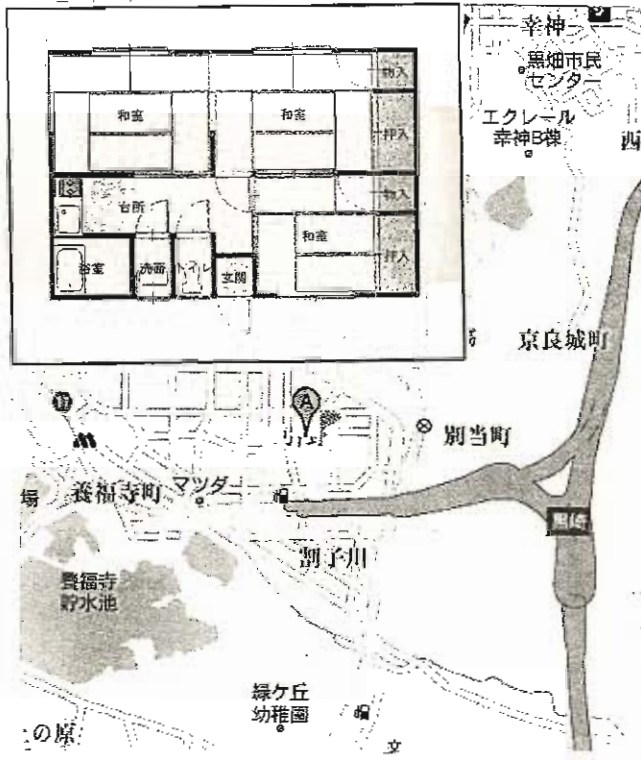 幸神
黒畑市民
センター
エクレール
幸神B棟
西
物入
和室
和室
押入
台所
物入
和室
押入
浴室
洗面
トイレ
玄関
京良城町
A
別当町
養福寺町
マツダ
場
黒崎
割子川
養福寺
貯水池
緑ケ丘
幼稚園
の原
文